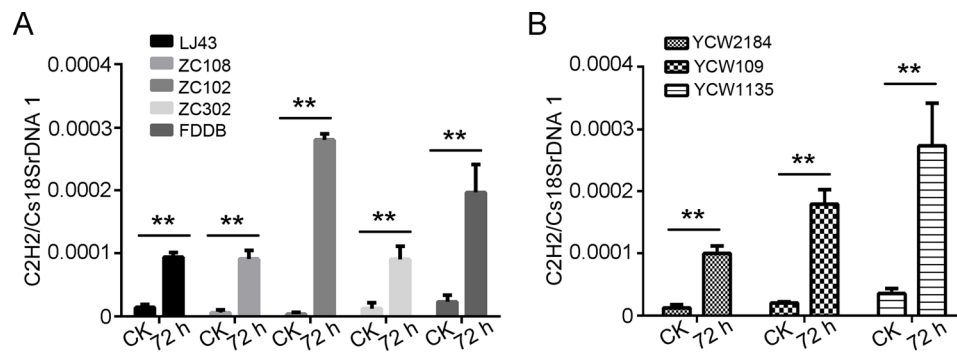 A
C2H2/Cs18SrDNA 1
0.0004
0.0003
0.0002
0.0001
0
LJ43
ZC108
ZC102
ZC302
FDDB
** ** ** ** **
CK 72 h CK 72 h CK 72 h CK 72 h CK 72 h
B
C2H2/Cs18SrDNA 1
0.0004
0.0003
0.0002
0.0001
0
YCW2184
YCW109
YCW1135
** ** **
CK 72 h CK 72 h CK 72 h